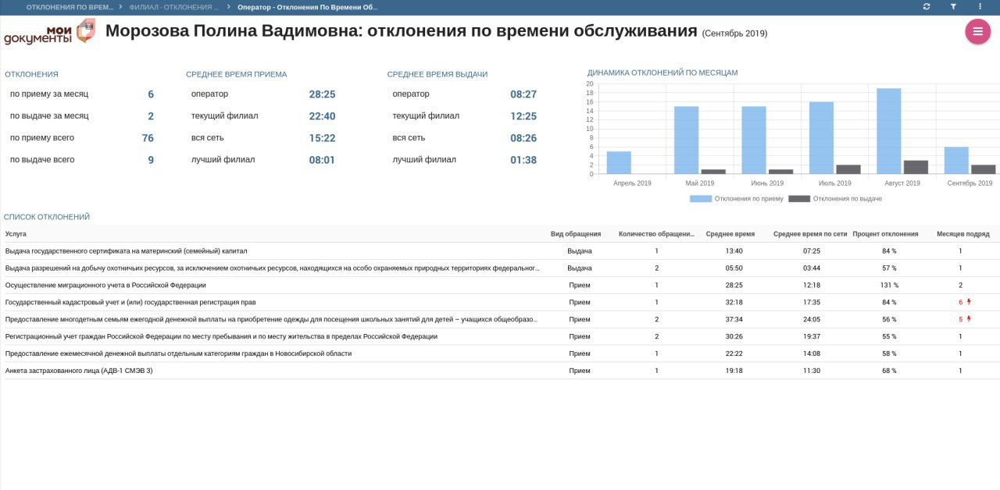 ОТКЛОНЕНИЯ ПО ВРЕМ... > ФИЛИАЛ - ОТКЛОНЕНИЯ ... > Оператор - Отклонения По Времени Об...
мои
документы
Морозова Полина Вадимовна: отклонения по времени обслуживания (Сентябрь 2019)
ОТКЛОНЕНИЯ
по приему за месяц 6
по выдаче за месяц 2
по приему всего 76
по выдаче всего 9
СРЕДНЕЕ ВРЕМЯ ПРИЕМА
оператор 28:25
текущий филиал 22:40
вся сеть 15:22
лучший филиал 08:01
СРЕДНЕЕ ВРЕМЯ ВЫДАЧИ
оператор 08:27
текущий филиал 12:25
вся сеть 08:26
лучший филиал 01:38
ДИНАМИКА ОТКЛОНЕНИЙ ПО МЕСЯЦАМ
20
18
16
14
12
10
8
6
4
2
0
Апрель 2019 Май 2019 Июнь 2019 Июль 2019 Август 2019 Сентябрь 2019
Отклонения по приему Отклонения по выдаче
СПИСОК ОТКЛОНЕНИЙ
Услуга Вид обращения Количество обращени... Среднее время Среднее время по сети Процент отклонения Месяцев подряд
Выдача государственного сертификата на материнский (семейный) капитал Выдача 1 13:40 07:25 84 % 1
Выдача разрешений на добычу охотничьих ресурсов, за исключением охотничьих ресурсов, находящихся на особо охраняемых природных территориях федеральног... Выдача 2 05:50 03:44 57 % 1
Осуществление миграционного учета в Российской Федерации Прием 1 28:25 12:18 131 % 2
Государственный кадастровый учет и (или) государственная регистрация прав Прием 1 32:18 17:35 84 % 6
Предоставление многодетным семьям ежегодной денежной выплаты на приобретение одежды для посещения школьных занятий для детей – учащихся общеобразо... Прием 2 37:34 24:05 56 % 5
Регистрационный учет граждан Российской Федерации по месту пребывания и по месту жительства в пределах Российской Федерации Прием 2 30:26 19:37 55 % 1
Предоставление ежемесячной денежной выплаты отдельным категориям граждан в Новосибирской области Прием 1 22:22 14:08 58 % 1
Анкета застрахованного лица (АДВ-1 СМЭВ 3) Прием 1 19:18 11:30 68 % 1